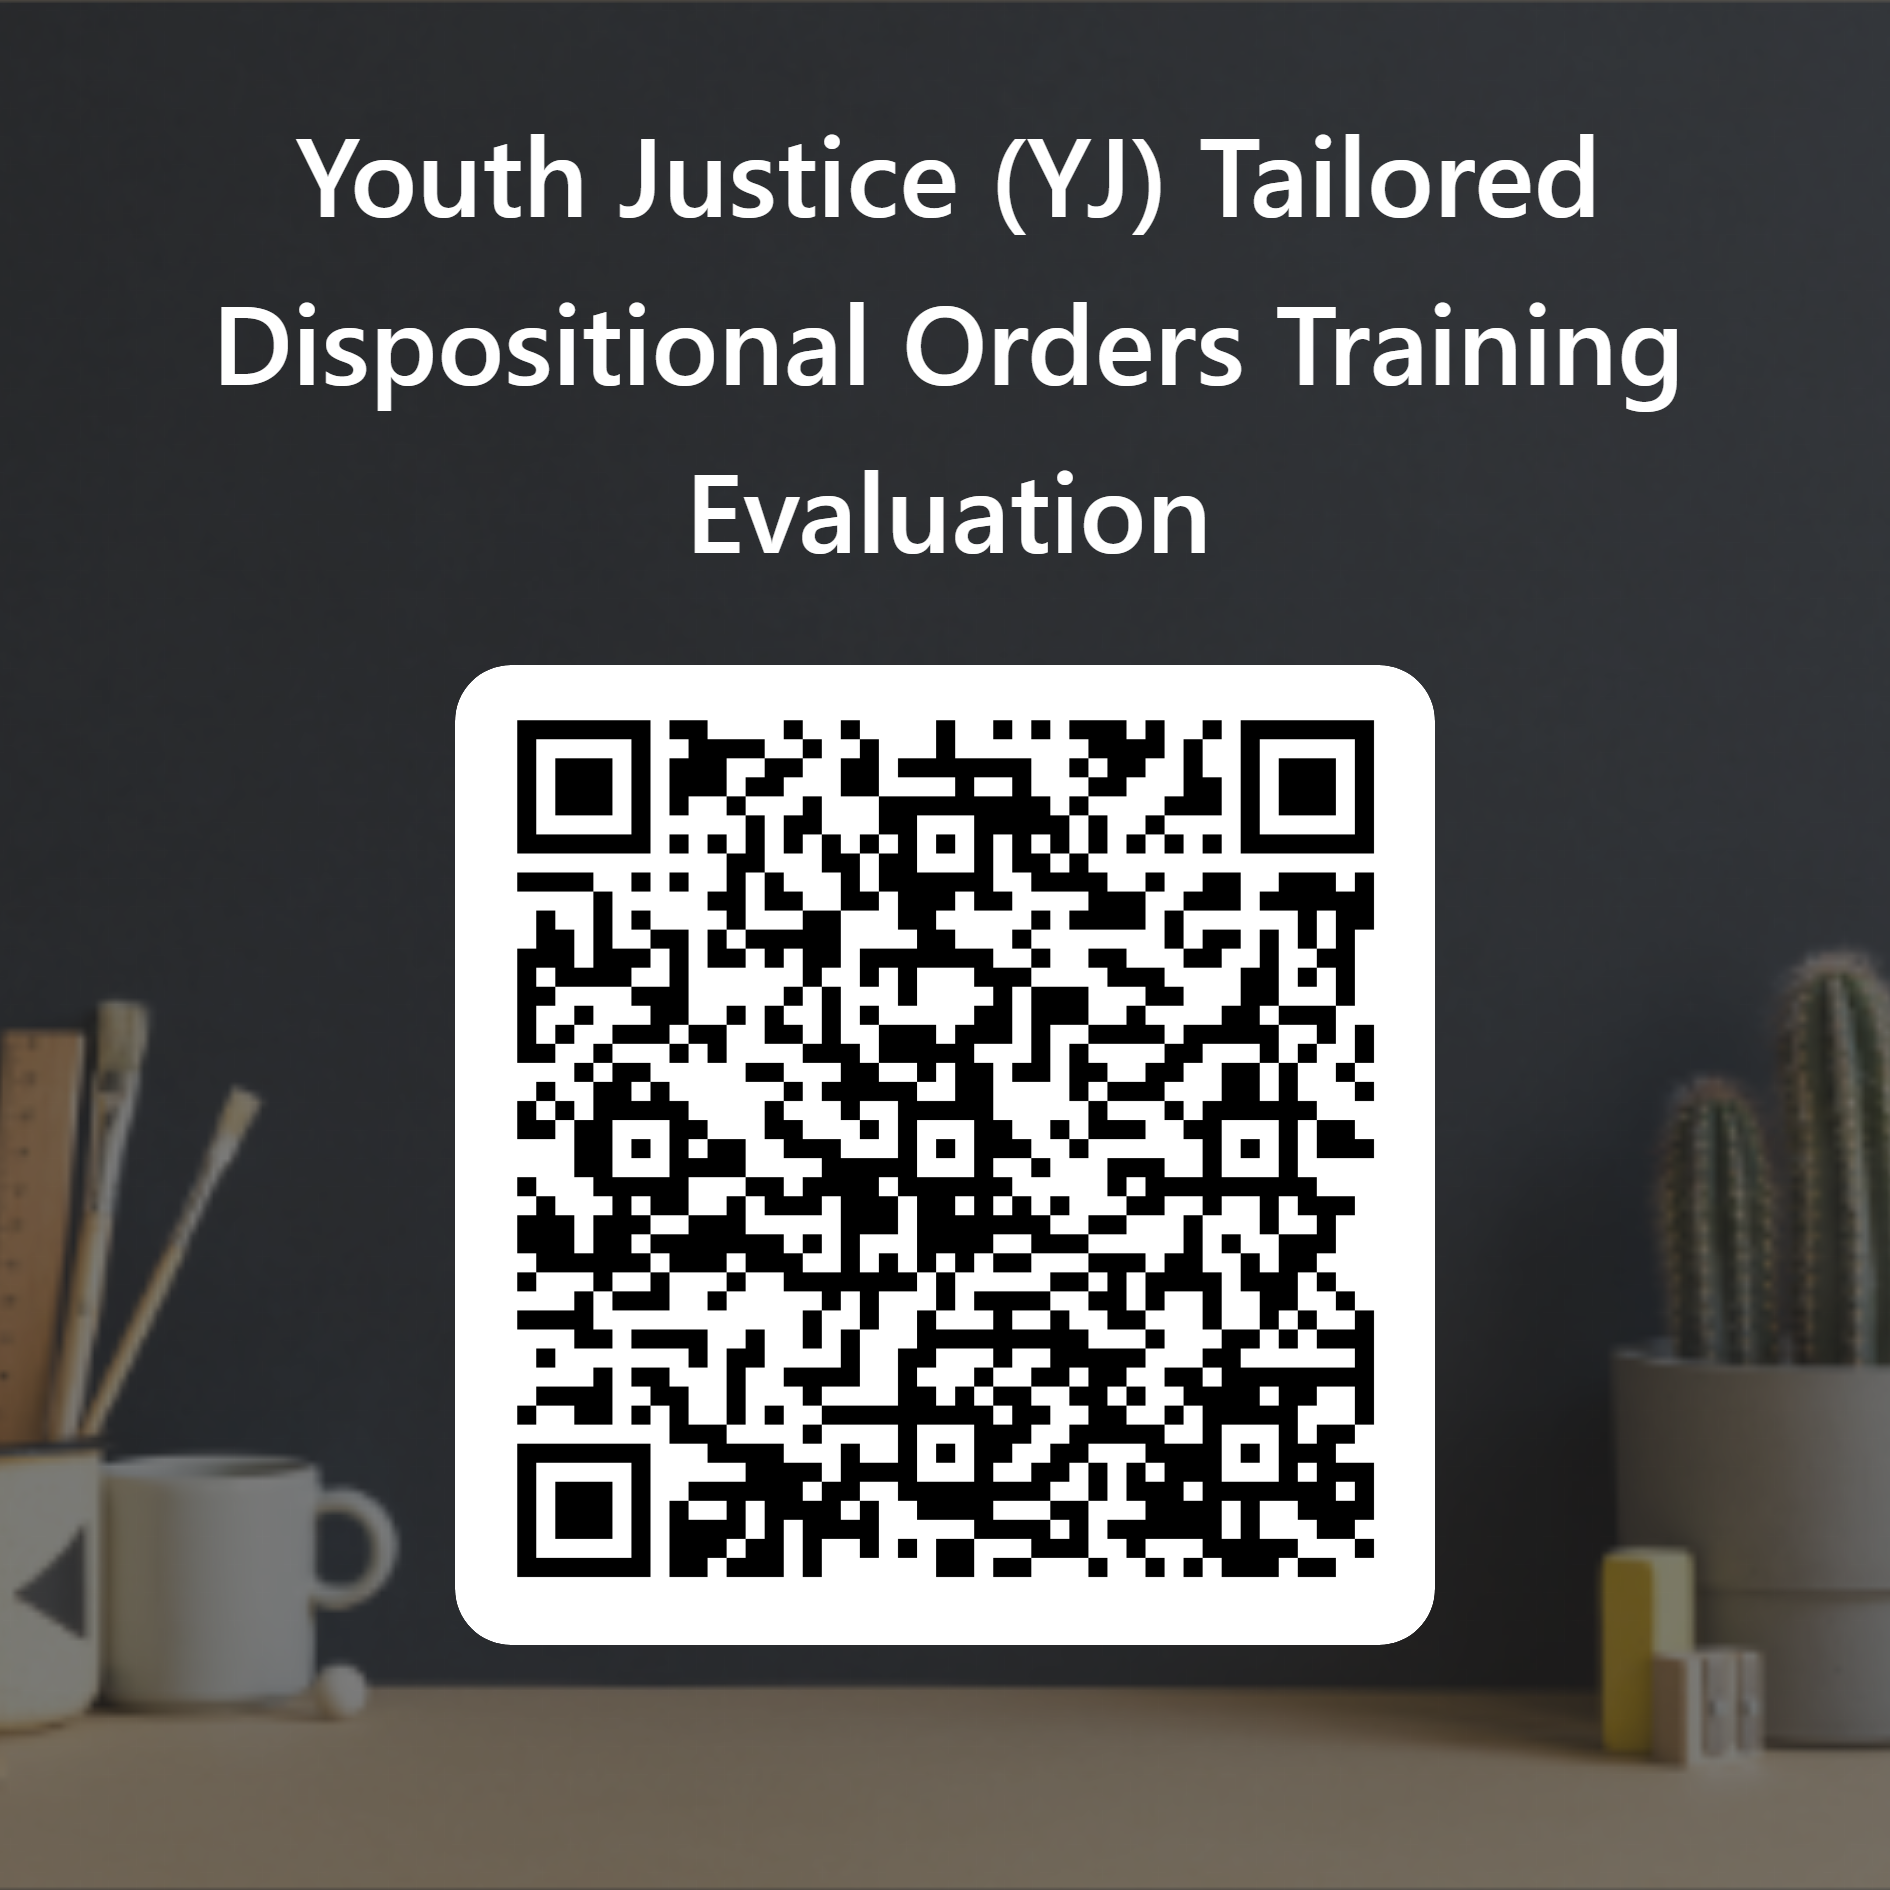 Youth Justice (YJ) Tailored
Dispositional Orders Training
Evaluation